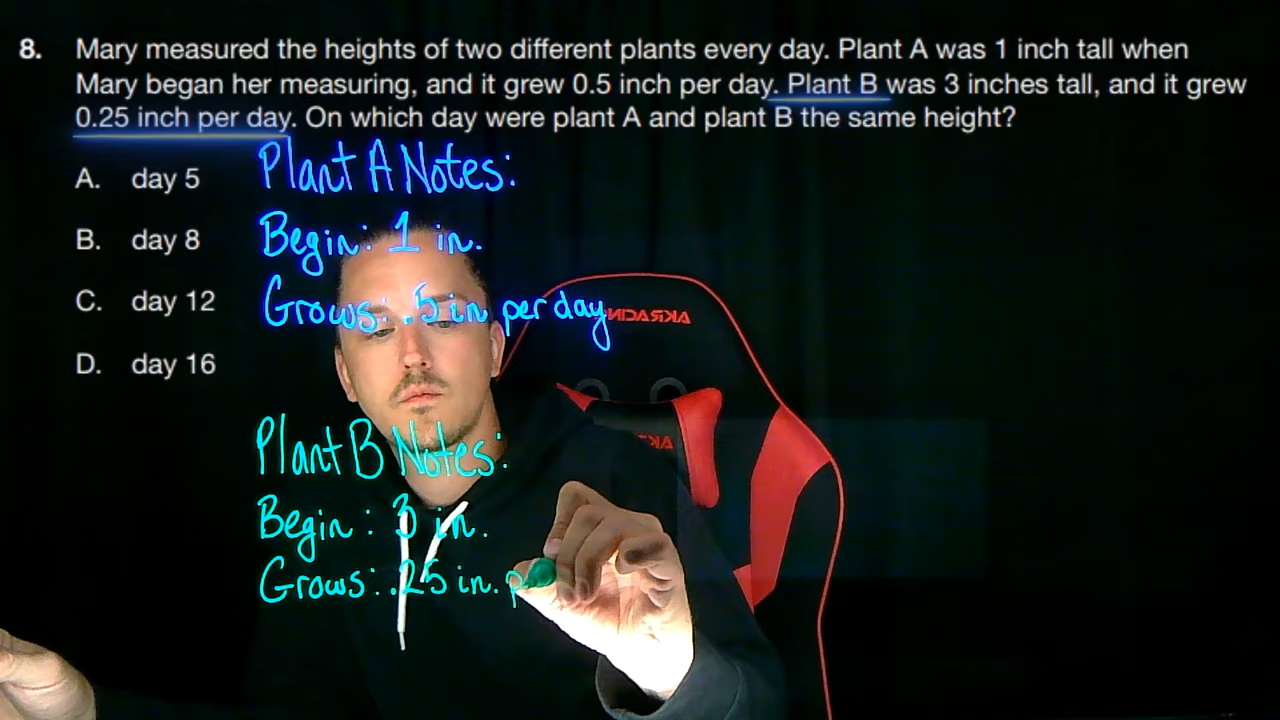 8. Mary measured the heights of two different plants every day. Plant A was 1 inch tall when
Mary began her measuring, and it grew 0.5 inch per day. Plant B was 3 inches tall, and it grew
0.25 inch per day. On which day were plant A and plant B the same height?
A. day 5
B. day 8
C. day 12
D. day 16
Plant A Notes:
Begin: 1 in.
Grows: .5 in per day
AKRACING
Plant B Notes:
Begin: 3 in.
Grows: .25 in. p